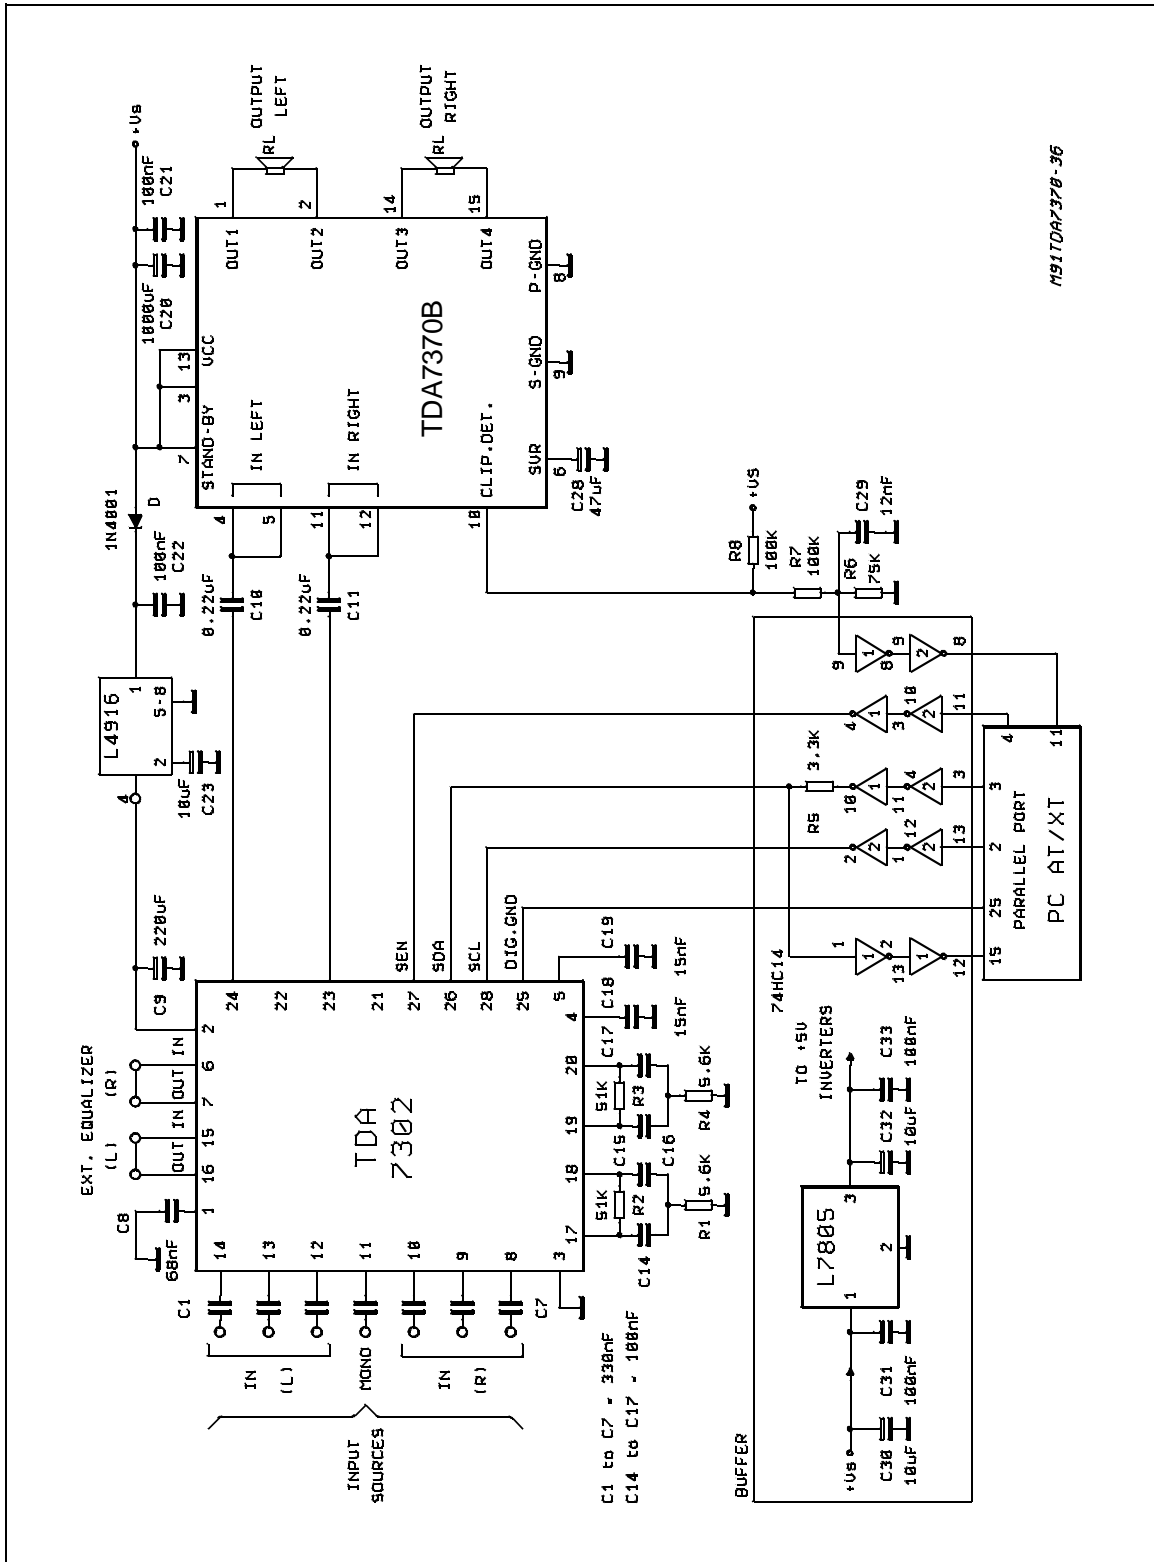 +Vs
100nF
C21
1000uF
C20
1N4001
D
100nF
C22
L4916
1
5-8
2
4
10uF
C23
220uF
C9
EXT. EQUALIZER
(L)
(R)
OUT IN
OUT IN
C8
68nF
1
16
15
7
6
2
TDA
7302
INPUT
SOURCES
IN
(L)
MONO
IN
(R)
C1
C7
14
13
12
11
10
9
8
24
22
23
21
27
26
28
25
SEN
SDA
SCL
DIG.GND
3
17
18
19
20
4
5
C14
51K
R2
C15
C16
51K
R3
C17
C18
15nF
C19
15nF
R1
5.6K
R4
5.6K
C1 to C7 = 330nF
C14 to C17 = 100nF
0.22uF
C10
0.22uF
C11
7
STAND-BY
3
13
VCC
4
5
IN LEFT
11
12
IN RIGHT
10
CLIP.DET.
TDA7370B
OUT1
1
OUT2
2
OUT3
14
OUT4
15
RL
OUTPUT
LEFT
RL
OUTPUT
RIGHT
SVR
6
S-GND
9
P-GND
8
C28
47uF
+VS
R8
100K
R7
100K
R6
75K
C29
12nF
BUFFER
+Vs
C30
10uF
C31
100nF
L7805
1
2
3
C32
10uF
C33
100nF
TO +5V
INVERTERS
74HC14
1
2
13
12
R5
3.3K
2
2
1
12
2
13
10
1
11
4
2
3
4
1
3
10
2
11
9
1
8
9
2
8
15
25
2
3
4
11
PARALLEL PORT
PC AT/XT
M91TDA7370-36